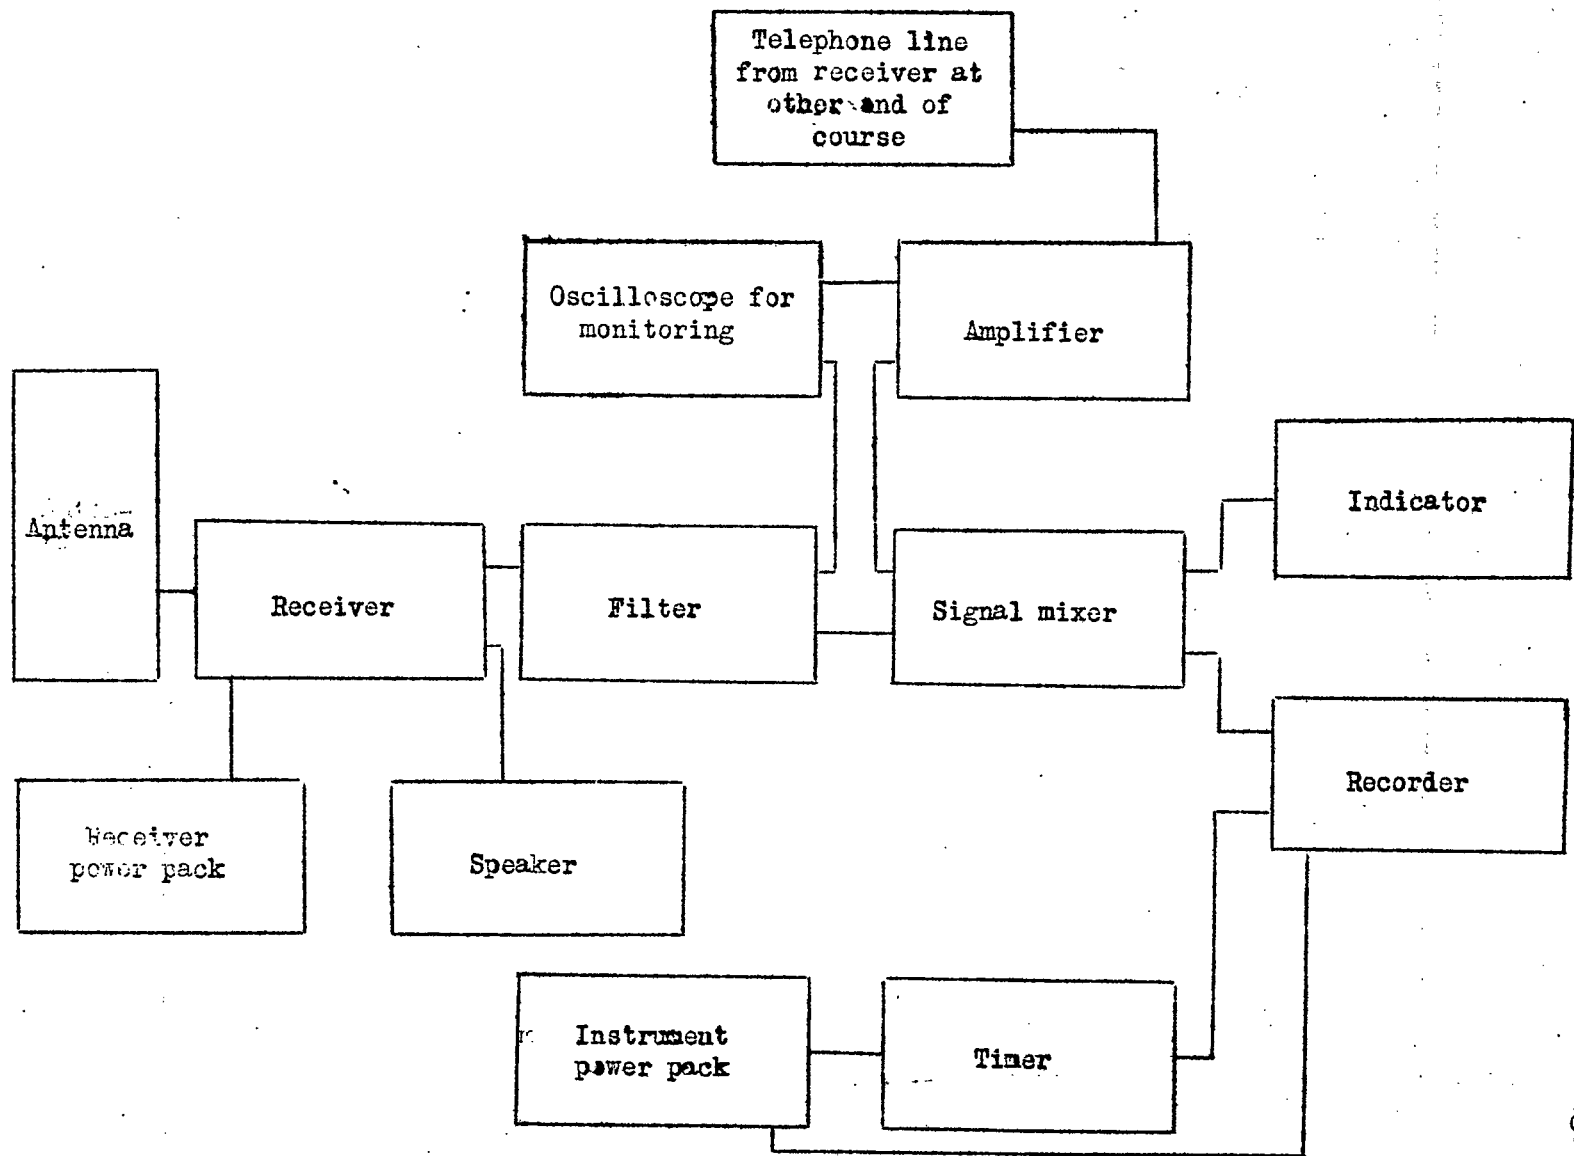 Telephone line
from receiver at
other end of
course
Oscilloscope for
monitoring
Amplifier
Antenna
Receiver
Filter
Signal mixer
Indicator
Receiver
power pack
Speaker
Recorder
Instrument
power pack
Timer